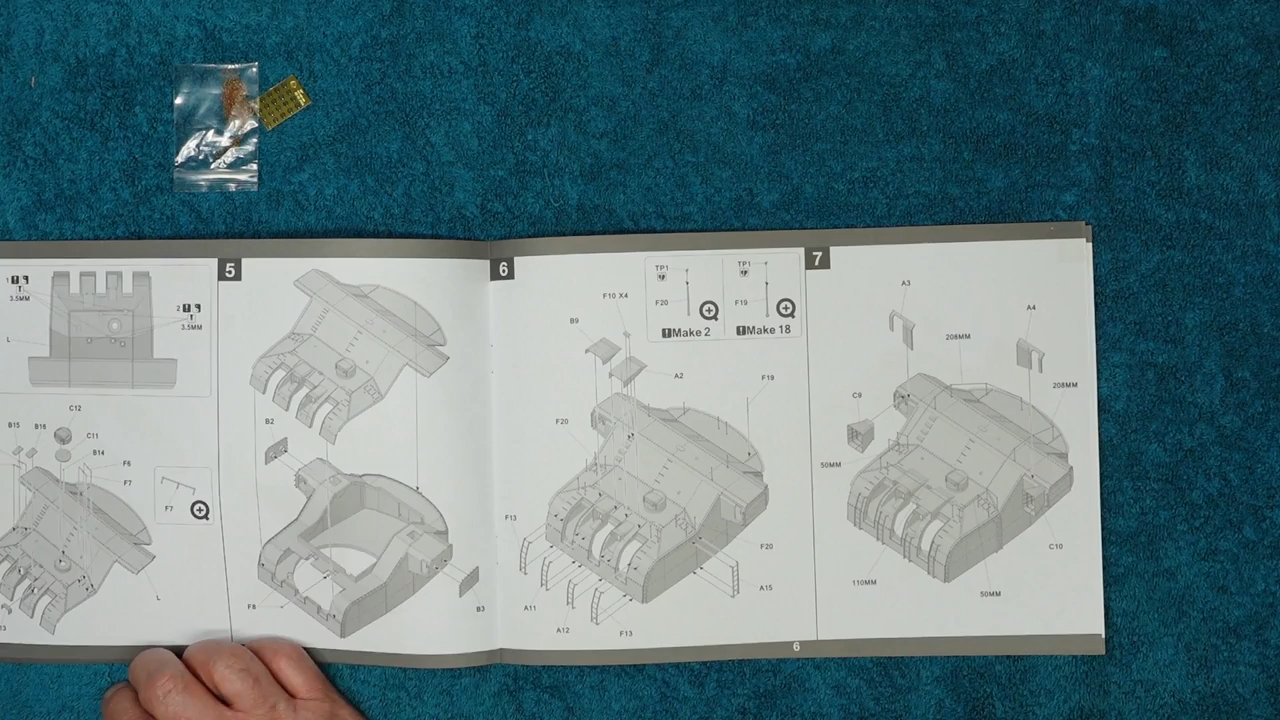 1
3.5MM
2
3.5MM
L
C12
B15
B16
C11
B14
F6
F7
F7
L
5
B2
F8
B3
6
TP1
F20
Make 2
TP1
F19
Make 18
F10 X4
B9
A2
F19
F20
F13
A11
A12
F13
A15
F20
6
7
A3
A4
208MM
208MM
C9
50MM
110MM
50MM
C10